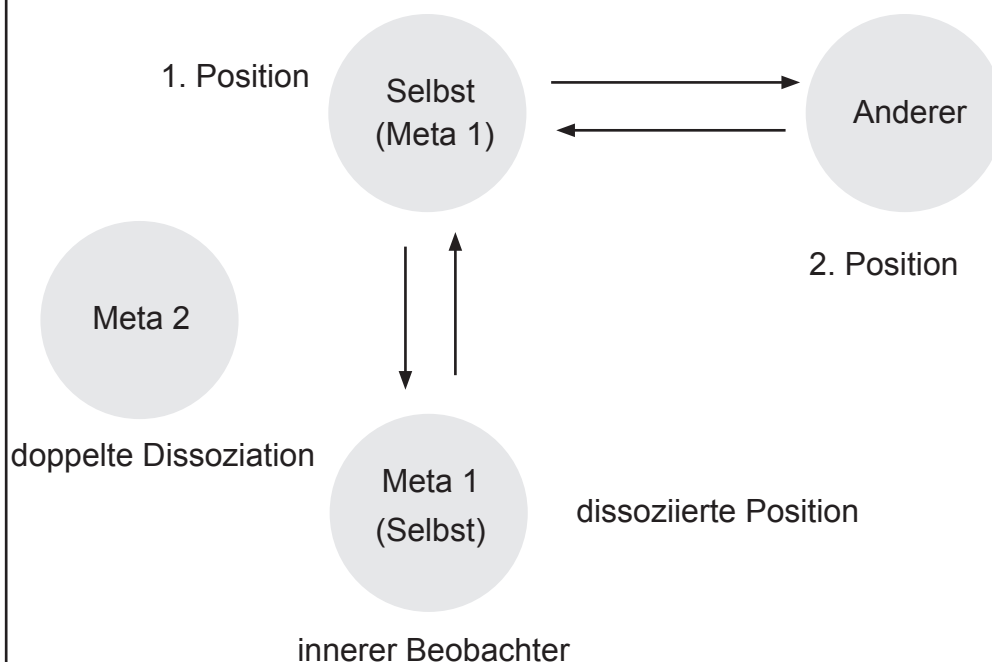 1. Position
Selbst
(Meta 1)
Anderer
2. Position
Meta 2
doppelte Dissoziation
Meta 1
(Selbst)
dissoziierte Position
innerer Beobachter